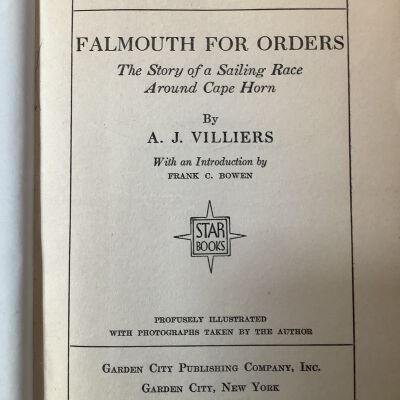 FALMOUTH FOR ORDERS
The Story of a Sailing Race
Around Cape Horn
By
A. J. VILLIERS
With an Introduction by
FRANK C. BOWEN
STAR
BOOKS
PROFUSELY ILLUSTRATED
WITH PHOTOGRAPHS TAKEN BY THE AUTHOR
GARDEN CITY PUBLISHING COMPANY, INC.
GARDEN CITY, NEW YORK